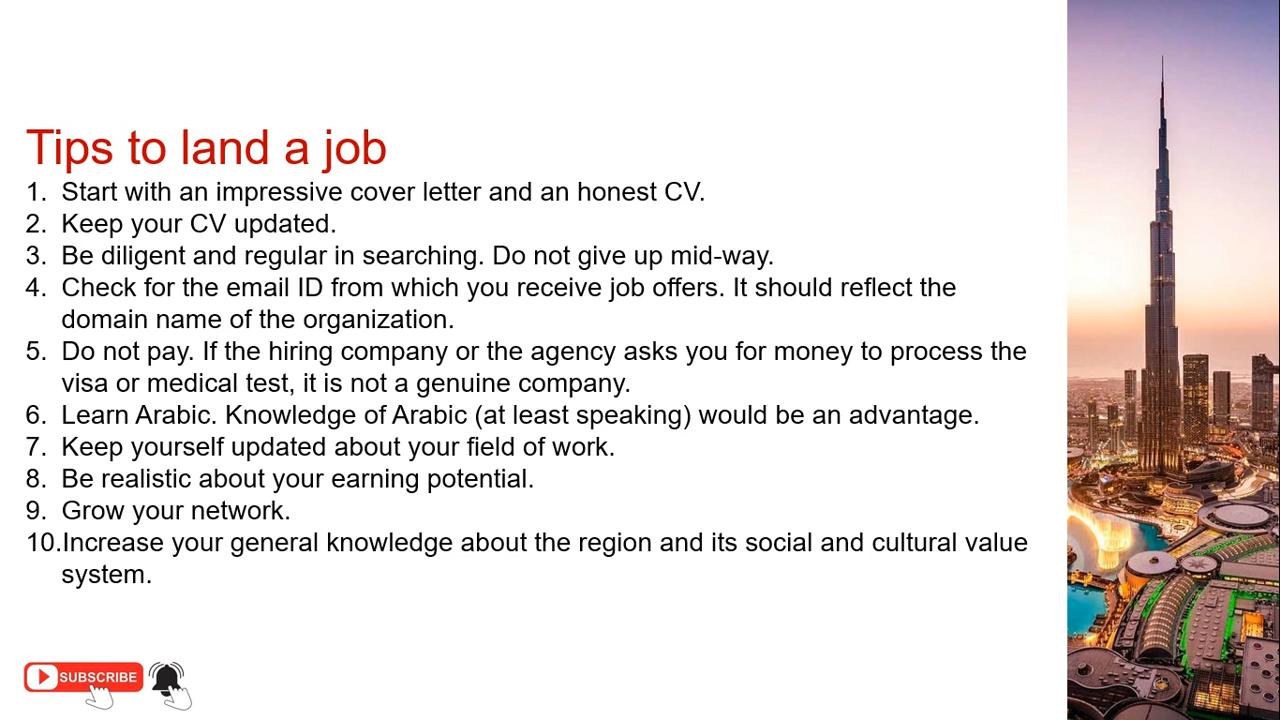 Tips to land a job
1. Start with an impressive cover letter and an honest CV.
2. Keep your CV updated.
3. Be diligent and regular in searching. Do not give up mid-way.
4. Check for the email ID from which you receive job offers. It should reflect the
domain name of the organization.
5. Do not pay. If the hiring company or the agency asks you for money to process the
visa or medical test, it is not a genuine company.
6. Learn Arabic. Knowledge of Arabic (at least speaking) would be an advantage.
7. Keep yourself updated about your field of work.
8. Be realistic about your earning potential.
9. Grow your network.
10.Increase your general knowledge about the region and its social and cultural value
system.
SUBSCRIBE